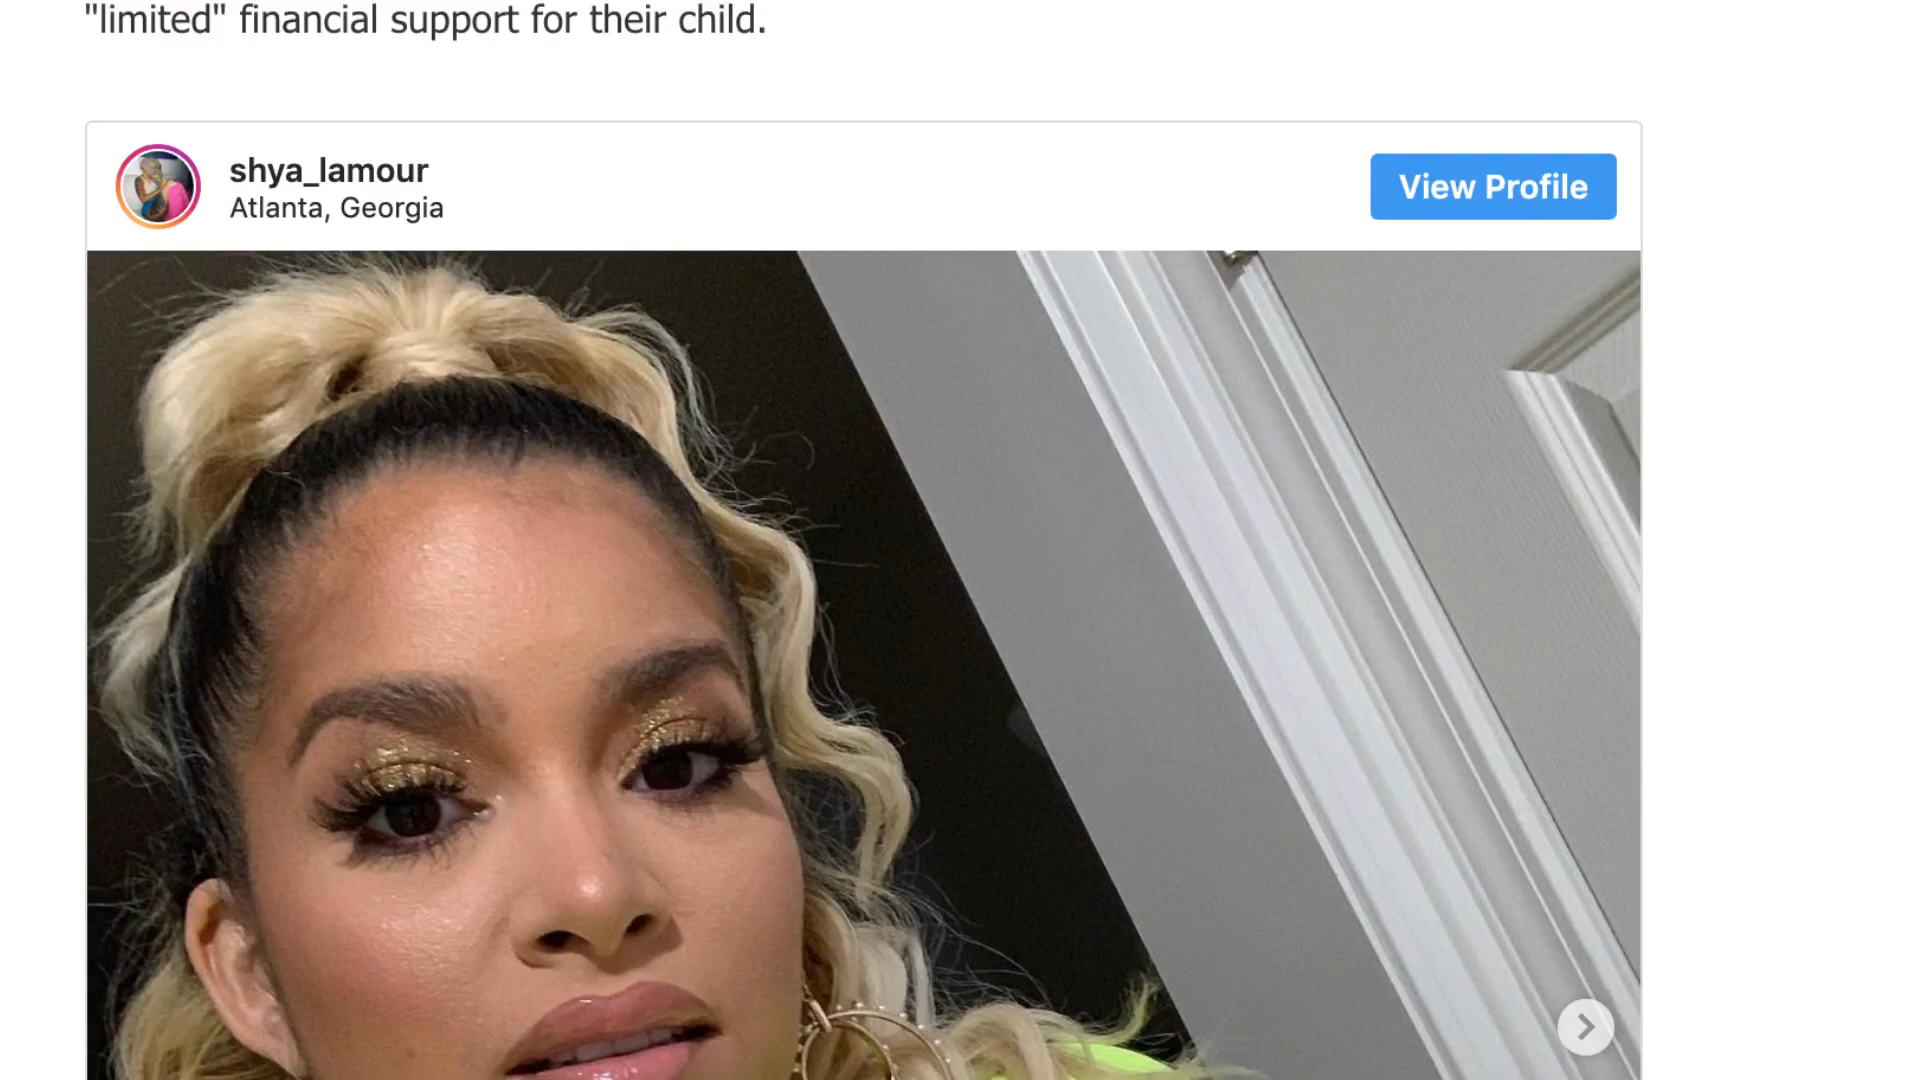 "limited" financial support for their child.
shya_lamour
View Profile
Atlanta, Georgia